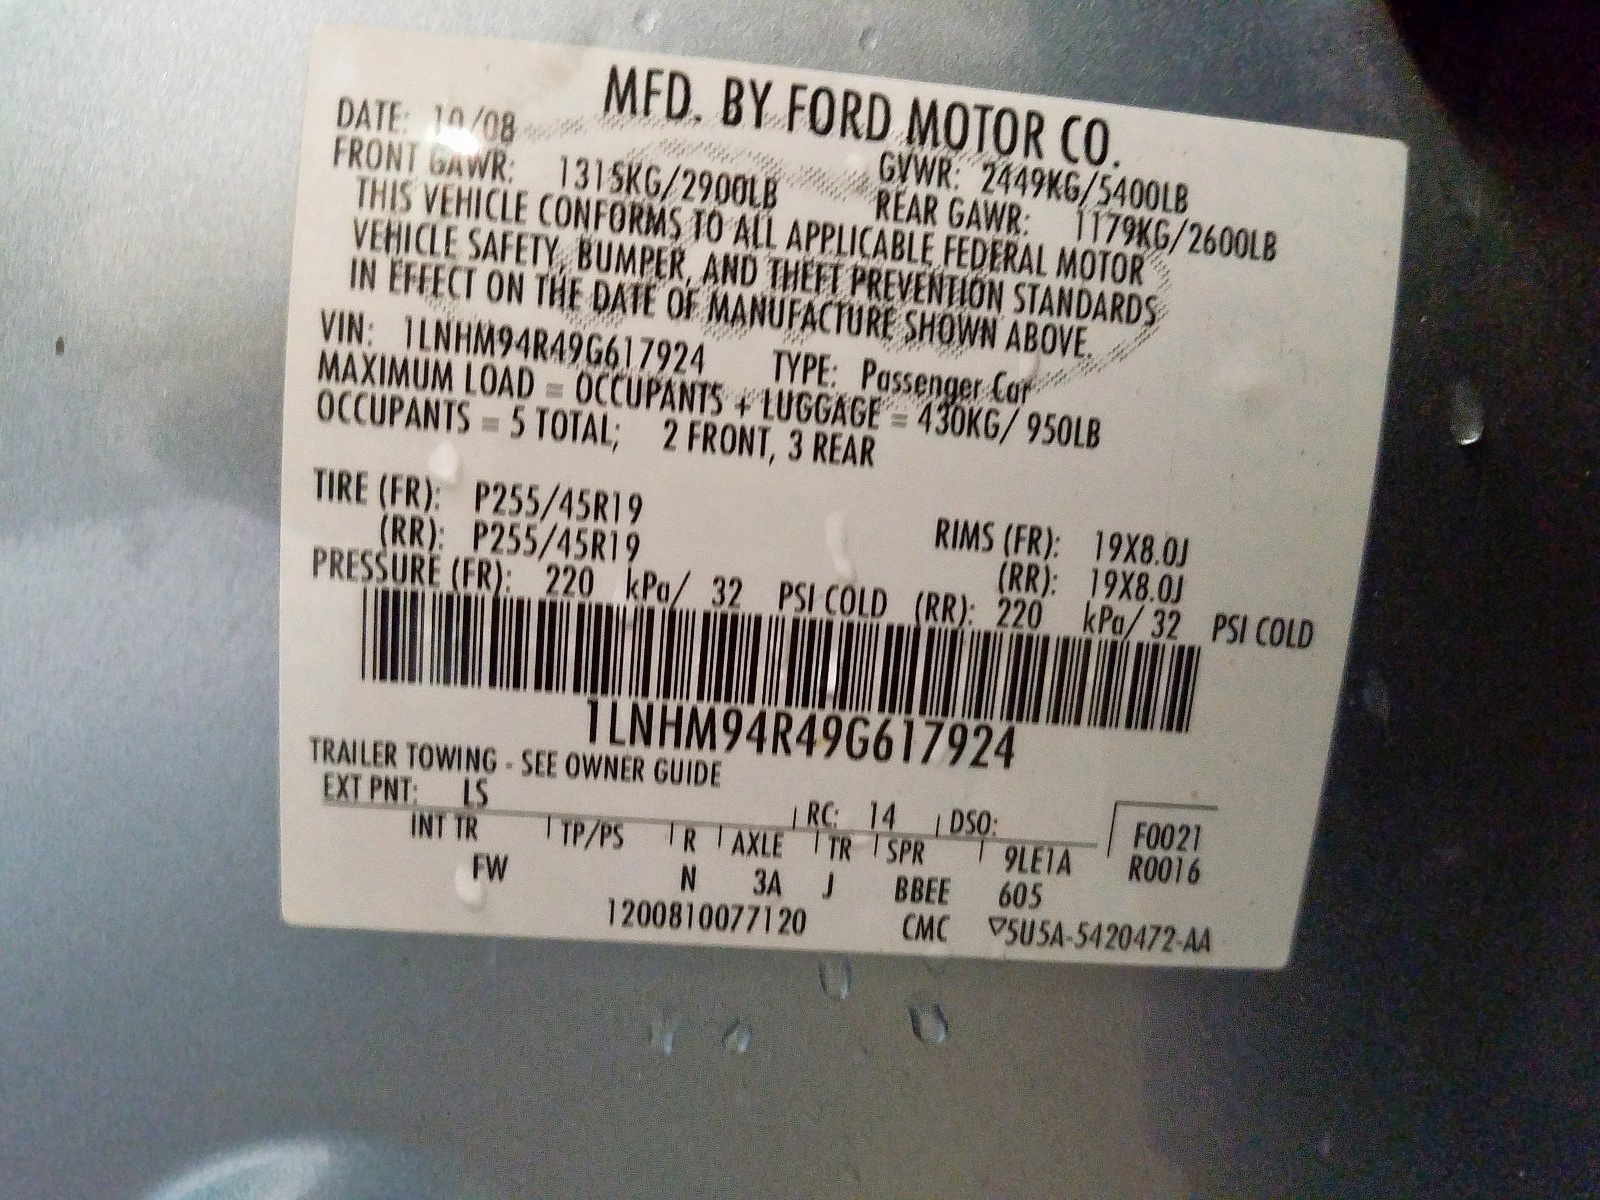 MFD. BY FORD MOTOR CO.
DATE: 10/08 GVWR: 2449KG/5400LB
FRONT GAWR: 1315KG/2900LB REAR GAWR: 1179KG/2600LB
THIS VEHICLE CONFORMS TO ALL APPLICABLE FEDERAL MOTOR
VEHICLE SAFETY, BUMPER, AND THEFT PREVENTION STANDARDS
IN EFFECT ON THE DATE OF MANUFACTURE SHOWN ABOVE.
VIN: 1LNHM94R49G617924 TYPE: Passenger Car
MAXIMUM LOAD = OCCUPANTS + LUGGAGE = 430KG/ 950LB
OCCUPANTS = 5 TOTAL; 2 FRONT, 3 REAR
TIRE (FR): P255/45R19 RIMS (FR): 19X8.0J
(RR): P255/45R19 (RR): 19X8.0J
PRESSURE (FR): 220 kPa/ 32 PSI COLD (RR): 220 kPa/ 32 PSI COLD
1LNHM94R49G617924
TRAILER TOWING - SEE OWNER GUIDE
EXT PNT: LS RC: 14 DSO: F0021
INT TR TP/PS R AXLE TR SPR 9LE1A R0016
FW N 3A J BBEE 605
1200810077120 CMC ▽5U5A-5420472-AA